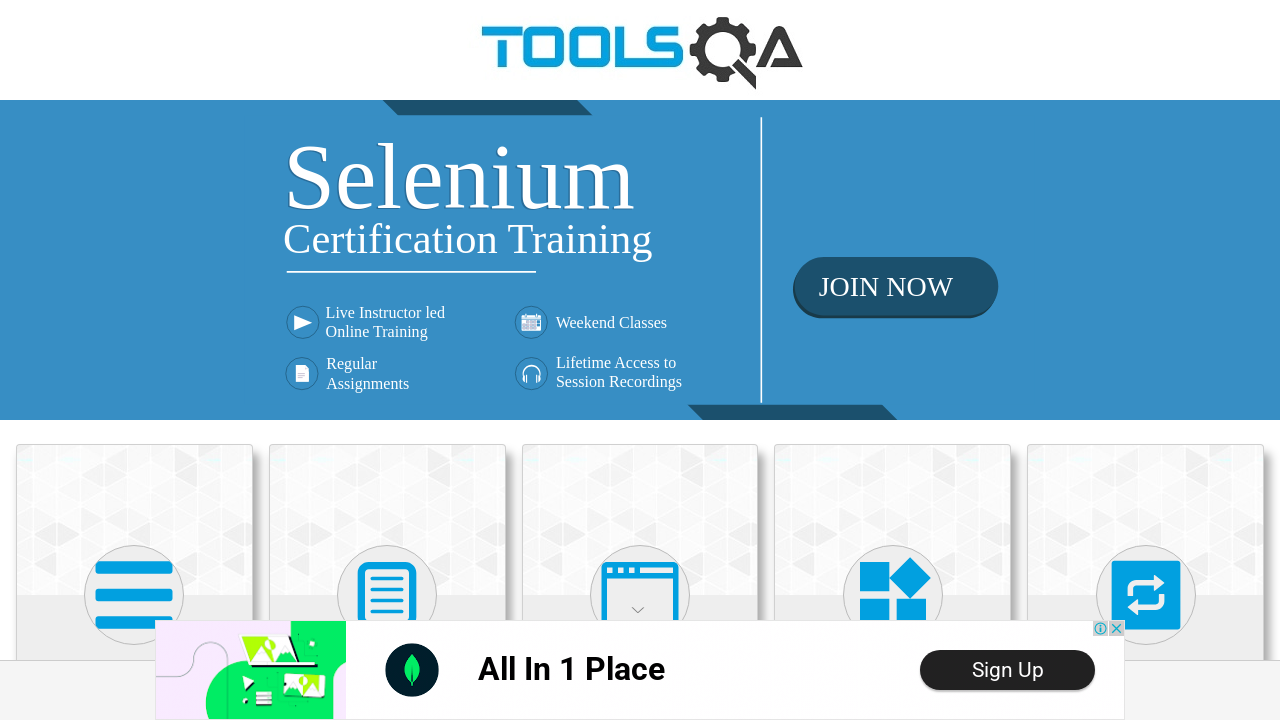 TOOLSQA
Selenium
Certification Training
Live Instructor led
Online Training
Weekend Classes
Regular
Assignments
Lifetime Access to
Session Recordings
JOIN NOW
All In 1 Place
Sign Up